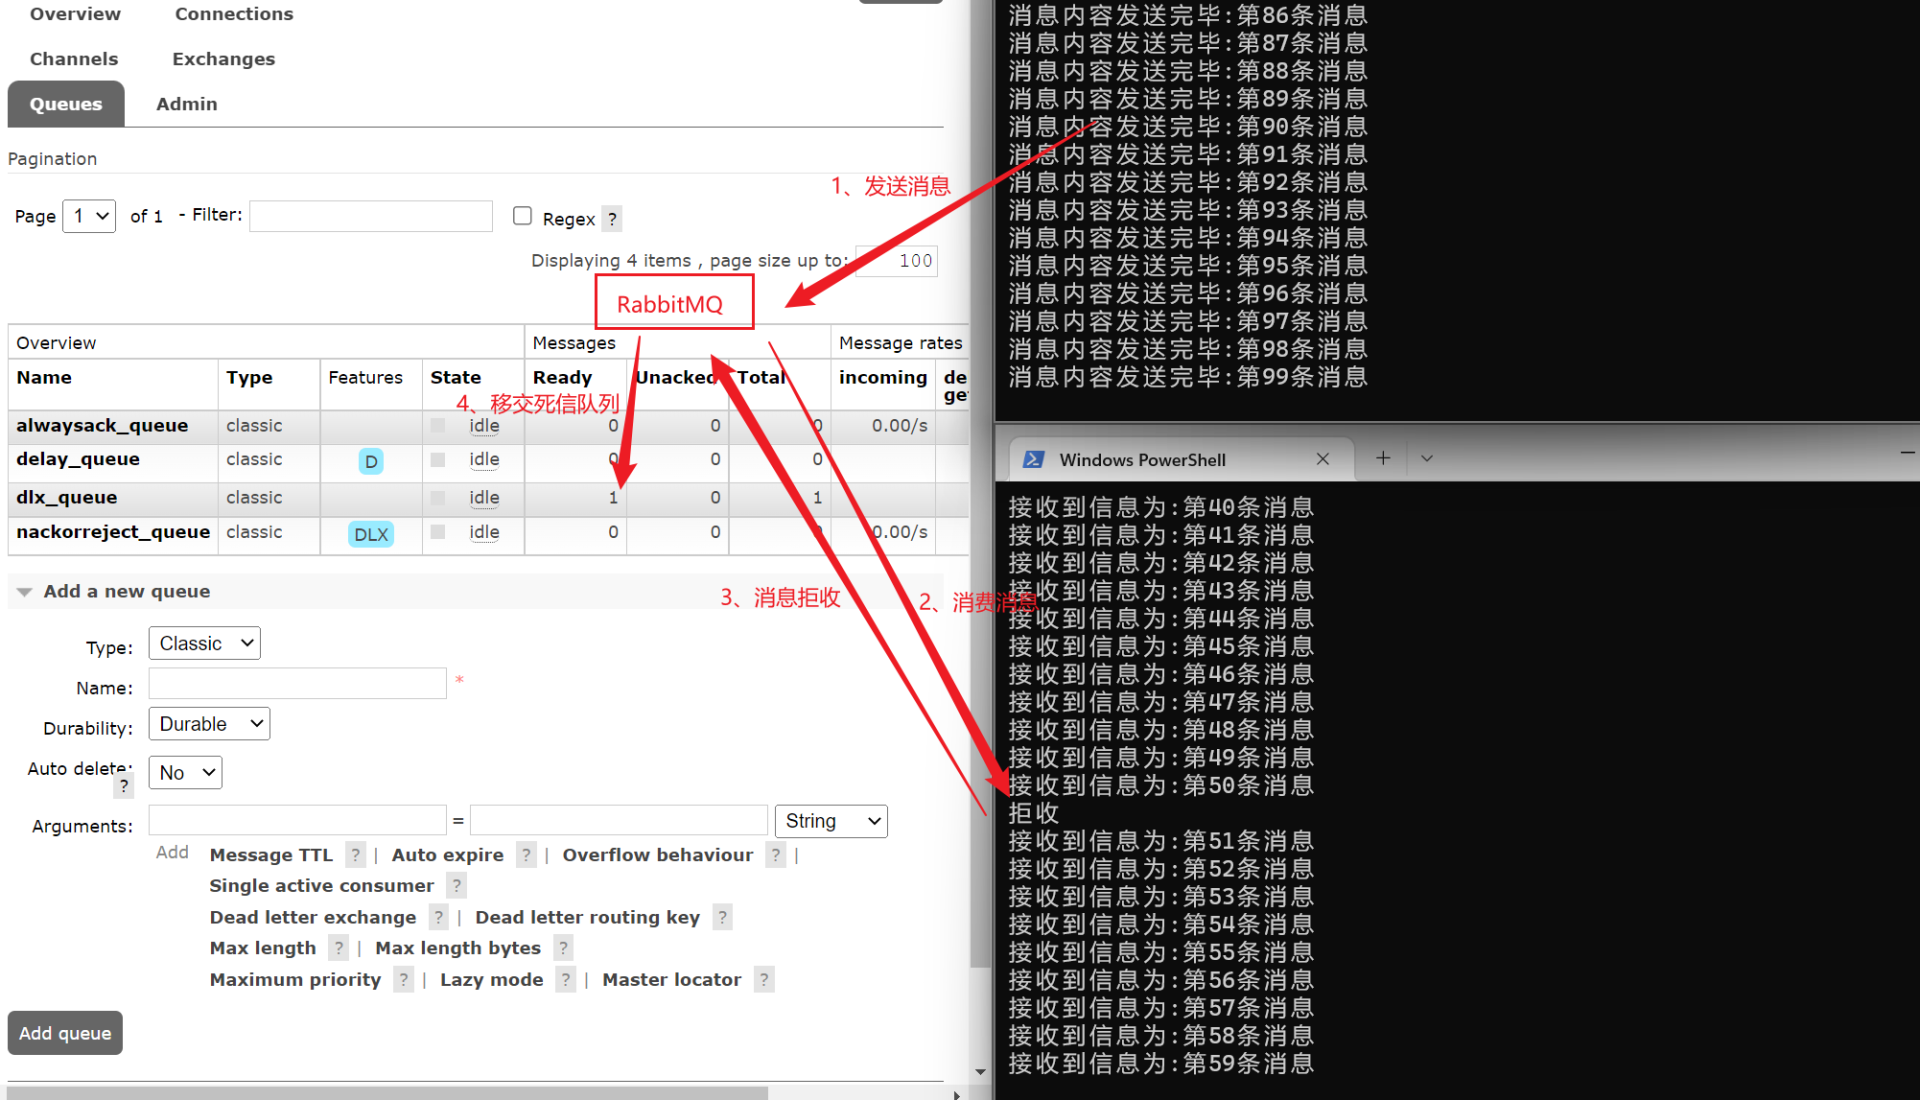 Overview Connections
Channels Exchanges
Queues Admin
Pagination
Page 1 of 1 - Filter: Regex ?
Displaying 4 items , page size up to: 100
RabbitMQ
1、发送消息
Overview Messages Message rates
Name Type Features State Ready Unacked Total incoming de
get
4、移交死信队列
alwaysack_queue classic idle 0 0 0 0.00/s
delay_queue classic D idle 0 0 0
dlx_queue classic idle 1 0 1
nackorreject_queue classic DLX idle 0 0 0 0.00/s
3、消息拒收
2、消费消息
Add a new queue
Type: Classic
Name: *
Durability: Durable
Auto delete: ? No
Arguments: = String
Add Message TTL ? | Auto expire ? | Overflow behaviour ? |
Single active consumer ?
Dead letter exchange ? | Dead letter routing key ?
Max length ? | Max length bytes ?
Maximum priority ? | Lazy mode ? | Master locator ?
Add queue
消息内容发送完毕:第86条消息
消息内容发送完毕:第87条消息
消息内容发送完毕:第88条消息
消息内容发送完毕:第89条消息
消息内容发送完毕:第90条消息
消息内容发送完毕:第91条消息
消息内容发送完毕:第92条消息
消息内容发送完毕:第93条消息
消息内容发送完毕:第94条消息
消息内容发送完毕:第95条消息
消息内容发送完毕:第96条消息
消息内容发送完毕:第97条消息
消息内容发送完毕:第98条消息
消息内容发送完毕:第99条消息
Windows PowerShell
接收到信息为:第40条消息
接收到信息为:第41条消息
接收到信息为:第42条消息
接收到信息为:第43条消息
接收到信息为:第44条消息
接收到信息为:第45条消息
接收到信息为:第46条消息
接收到信息为:第47条消息
接收到信息为:第48条消息
接收到信息为:第49条消息
接收到信息为:第50条消息
拒收
接收到信息为:第51条消息
接收到信息为:第52条消息
接收到信息为:第53条消息
接收到信息为:第54条消息
接收到信息为:第55条消息
接收到信息为:第56条消息
接收到信息为:第57条消息
接收到信息为:第58条消息
接收到信息为:第59条消息